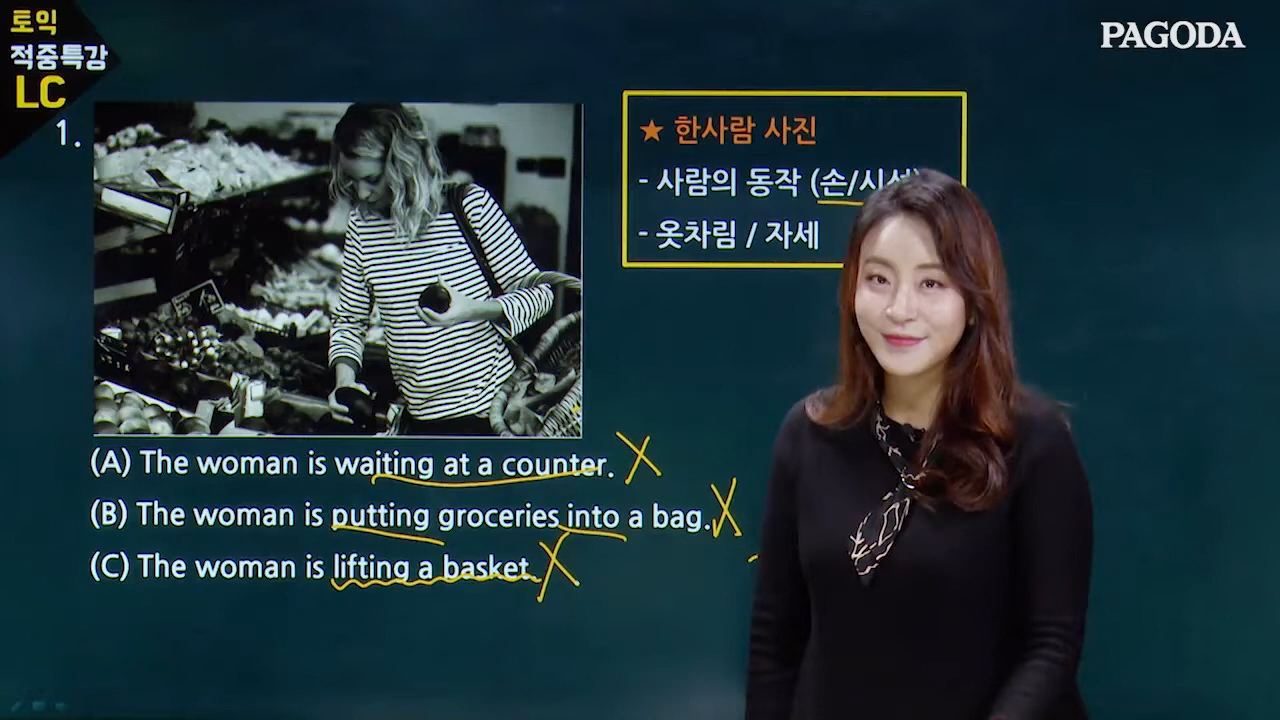 토익
적중특강
LC
PAGODA
1.
★ 한사람 사진
- 사람의 동작 (손/시선)
- 옷차림 / 자세
(A) The woman is waiting at a counter. X
(B) The woman is putting groceries into a bag. X
(C) The woman is lifting a basket. X